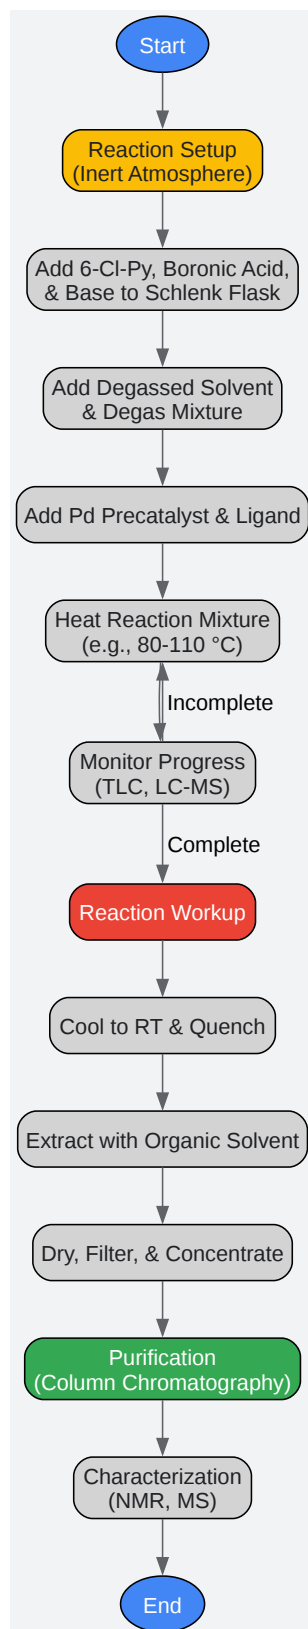 Start
Reaction Setup
(Inert Atmosphere)
Add 6-Cl-Py, Boronic Acid,
& Base to Schlenk Flask
Add Degassed Solvent
& Degas Mixture
Add Pd Precatalyst & Ligand
Heat Reaction Mixture
(e.g., 80-110 °C)
Incomplete
Monitor Progress
(TLC, LC-MS)
Complete
Reaction Workup
Cool to RT & Quench
Extract with Organic Solvent
Dry, Filter, & Concentrate
Purification
(Column Chromatography)
Characterization
(NMR, MS)
End